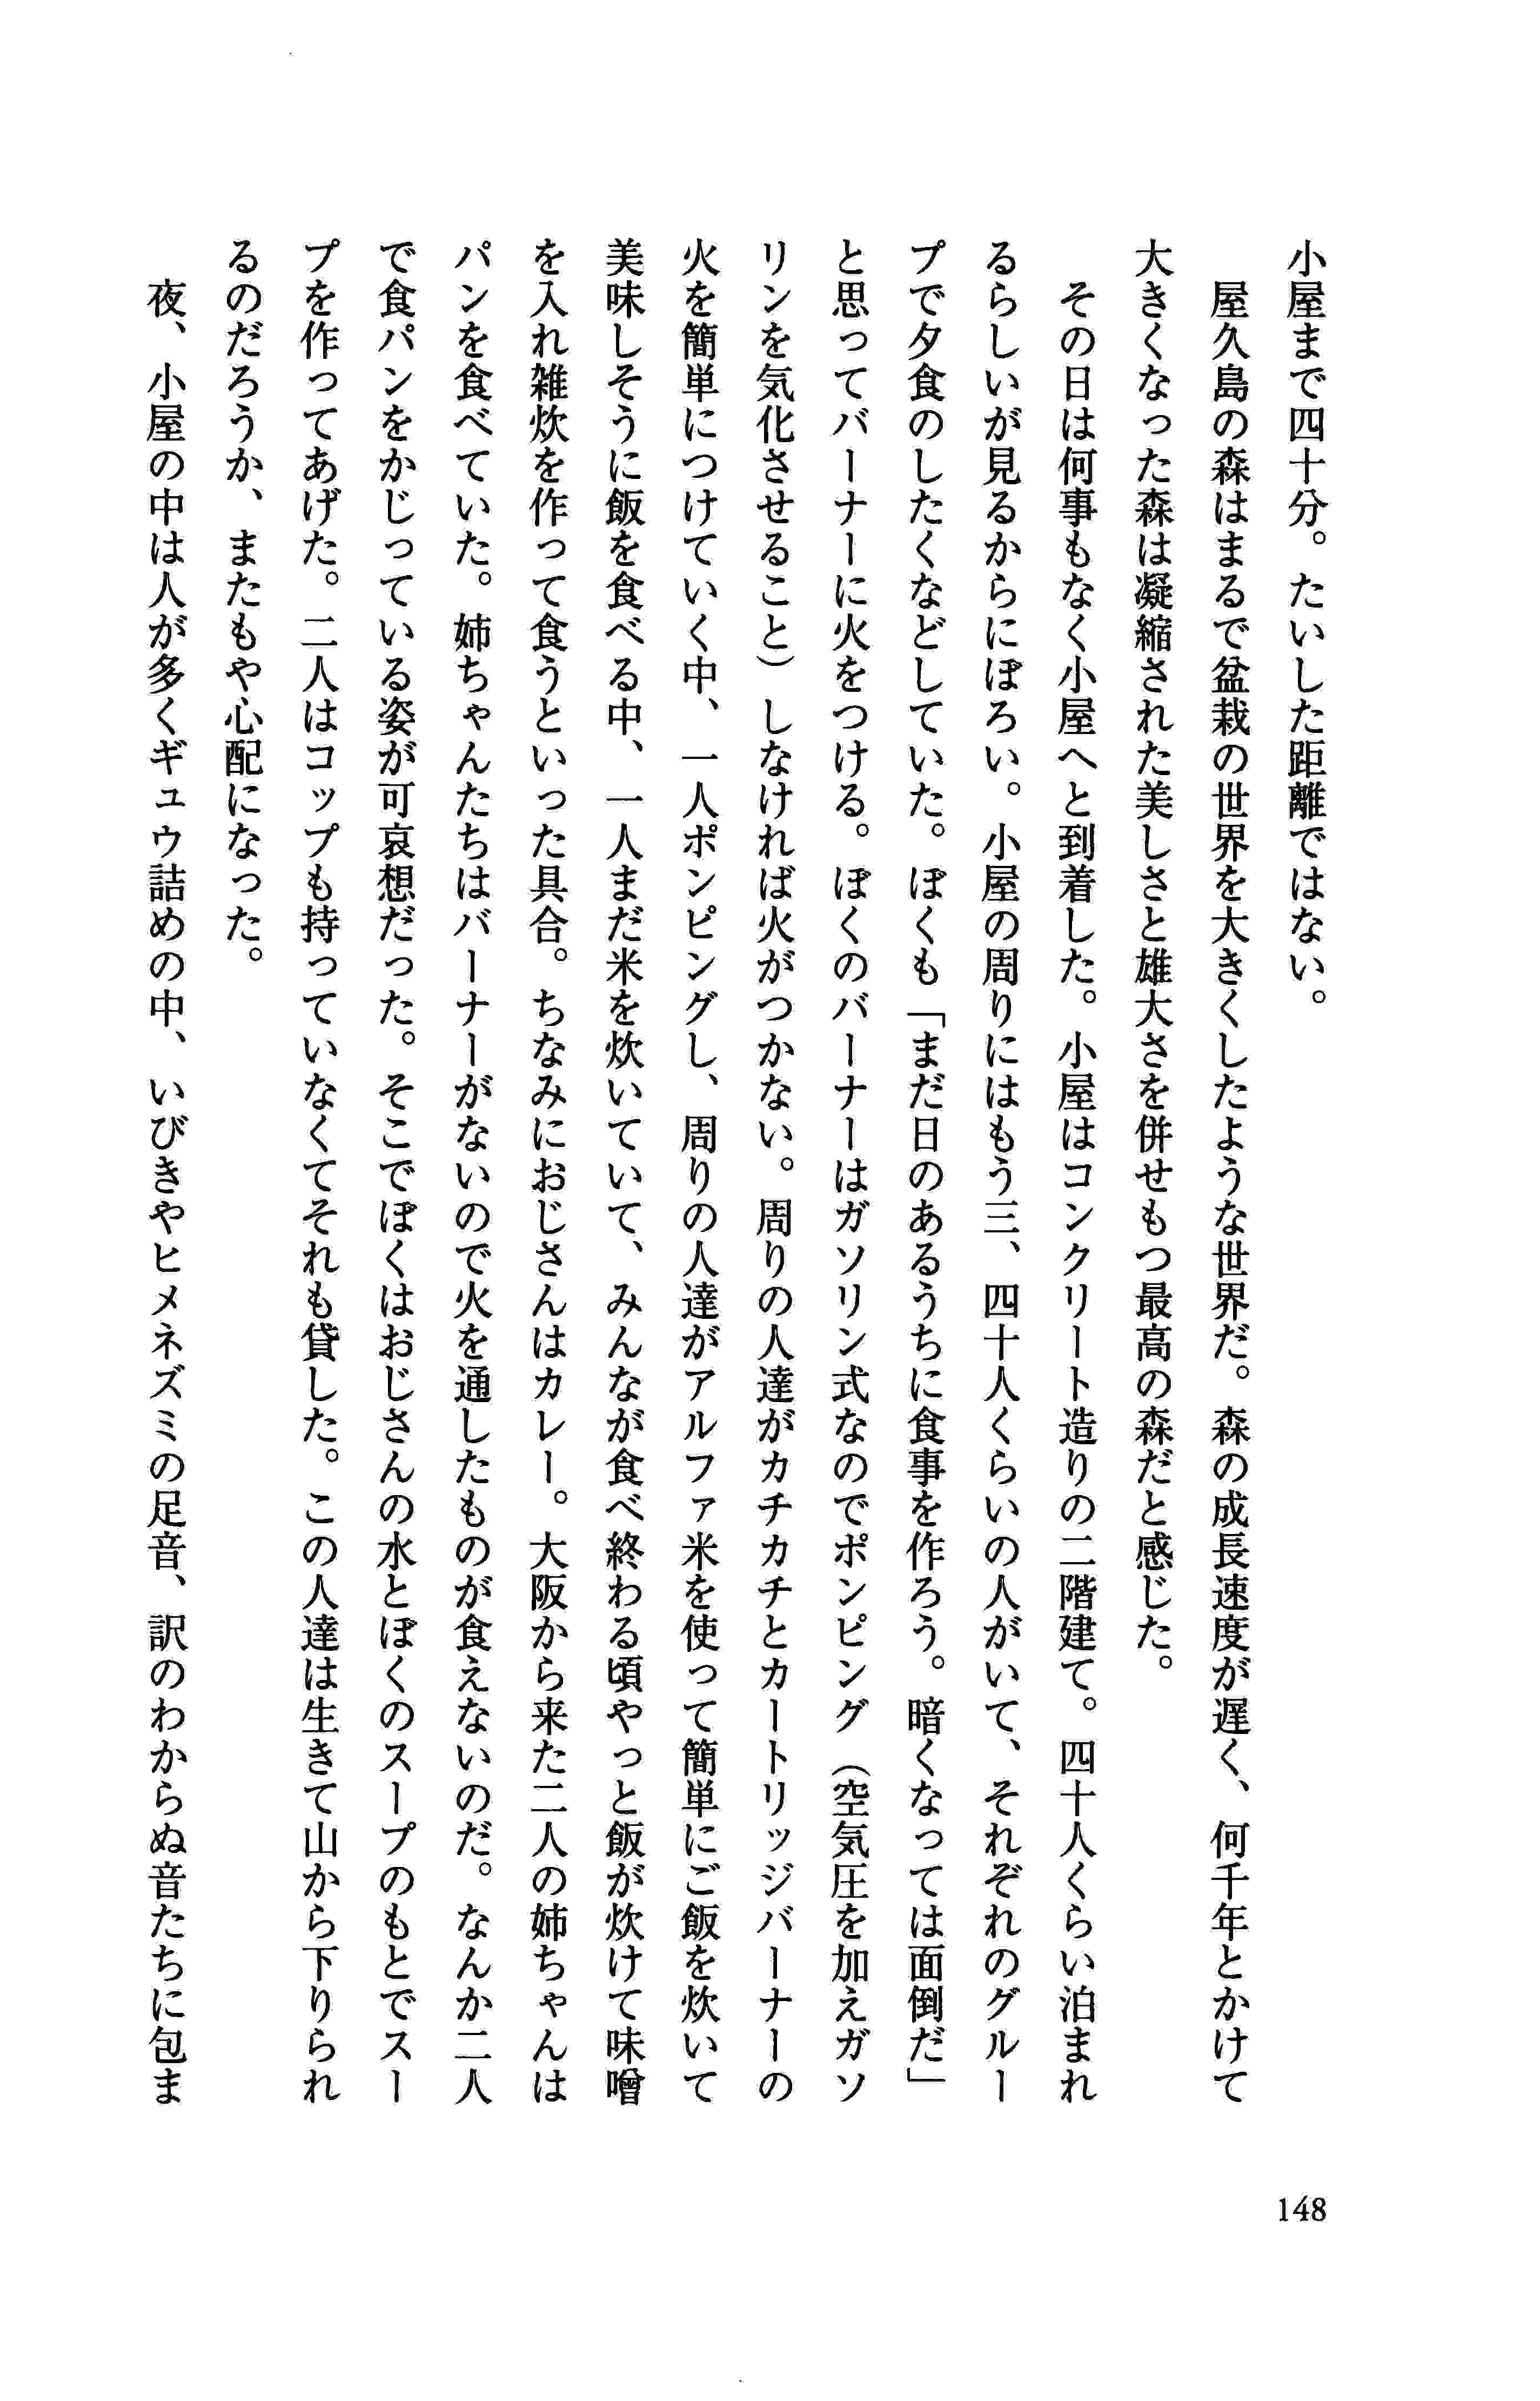 小屋まで四十分。たいした距離ではない。
屋久島の森はまるで盆栽の世界を大きくしたような世界だ。森の成長速度が遅く、何千年とかけて
大きくなった森は凝縮された美しさと雄大さを併せもつ最高の森だと感じた。
その日は何事もなく小屋へと到着した。小屋はコンクリート造りの二階建て。四十人くらい泊まれ
るらしいが見るからにぼろい。小屋の周りにはもう三、四十人くらいの人がいて、それぞれのグルー
プで夕食のしたくなどしていた。ぼくも「まだ日のあるうちに食事を作ろう。暗くなっては面倒だ」
と思ってバーナーに火をつける。ぼくのバーナーはガソリン式なのでポンピング（空気圧を加えガソ
リンを気化させること）しなければ火がつかない。周りの人達がカチカチとカートリッジバーナーの
火を簡単につけていく中、一人ポンピングし、周りの人達がアルファ米を使って簡単にご飯を炊いて
美味しそうに飯を食べる中、一人まだ米を炊いていて、みんなが食べ終わる頃やっと飯が炊けて味噌
を入れ雑炊を作って食うといった具合。ちなみにおじさんはカレー。大阪から来た二人の姉ちゃんは
パンを食べていた。姉ちゃんたちはバーナーがないので火を通したものが食えないのだ。なんか二人
で食パンをかじっている姿が可哀想だった。そこでぼくはおじさんの水とぼくのスープのもとでスー
プを作ってあげた。二人はコップも持っていなくてそれも貸した。この人達は生きて山から下りられ
るのだろうか、またもや心配になった。
夜、小屋の中は人が多くギュウ詰めの中、いびきやヒメネズミの足音、訳のわからぬ音たちに包ま
148